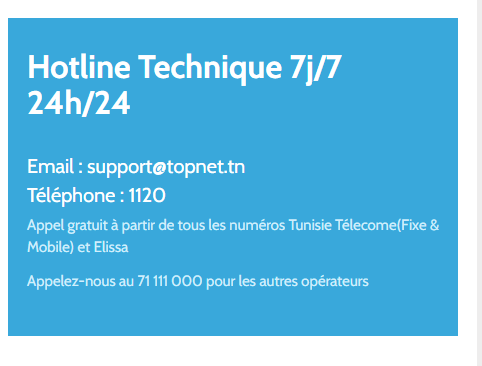 Hotline Technique 7j/7
24h/24
Email : support@topnet.tn
Téléphone : 1120
Appel gratuit à partir de tous les numéros Tunisie Télecome(Fixe &
Mobile) et Elissa
Appelez-nous au 71 111 000 pour les autres opérateurs